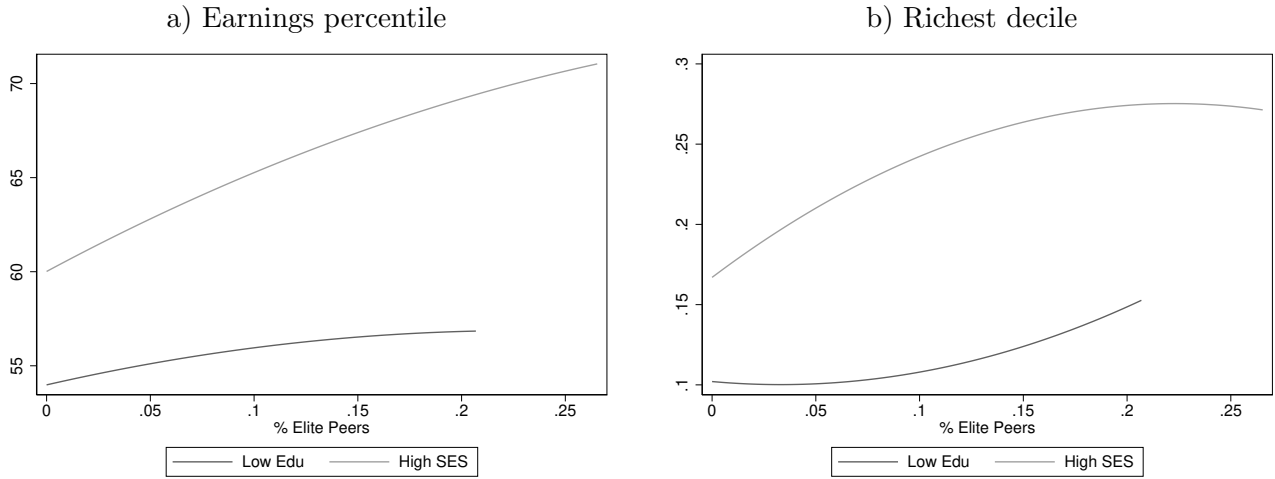 a) Earnings percentile
70
65
60
55
0 .05 .1 .15 .2 .25
% Elite Peers
Low Edu High SES
b) Richest decile
.3
.25
.2
.15
.1
0 .05 .1 .15 .2 .25
% Elite Peers
Low Edu High SES